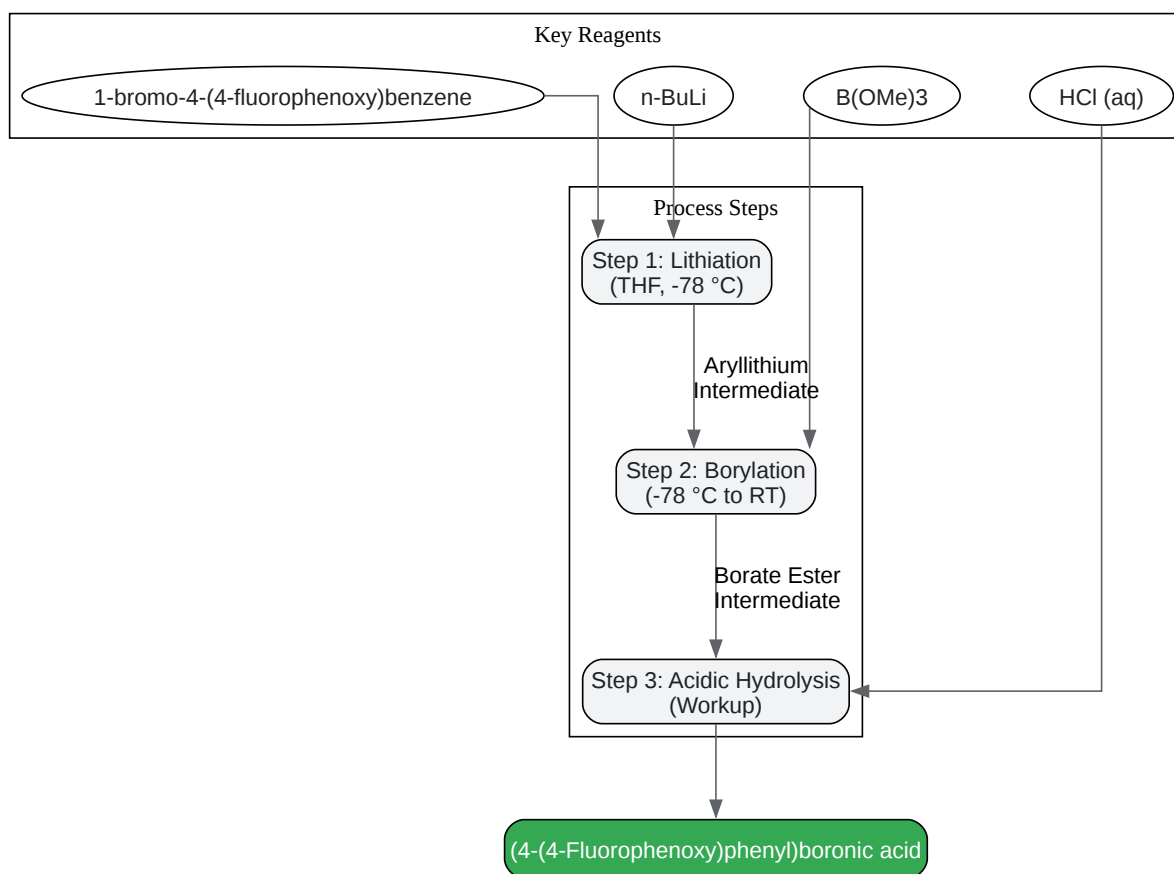 Key Reagents
1-bromo-4-(4-fluorophenoxy)benzene
n-BuLi
B(OMe)3
HCl (aq)
Process Steps
Step 1: Lithiation
(THF, -78 °C)
Aryllithium
Intermediate
Step 2: Borylation
(-78 °C to RT)
Borate Ester
Intermediate
Step 3: Acidic Hydrolysis
(Workup)
(4-(4-Fluorophenoxy)phenyl)boronic acid